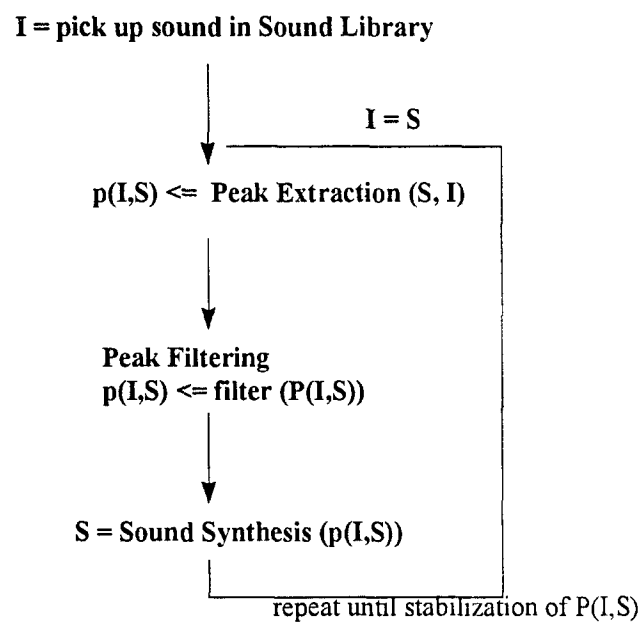 I = pick up sound in Sound Library
I = S
p(I,S) <= Peak Extraction (S, I)
Peak Filtering
p(I,S) <= filter (P(I,S))
S = Sound Synthesis (p(I,S))
repeat until stabilization of P(I,S)